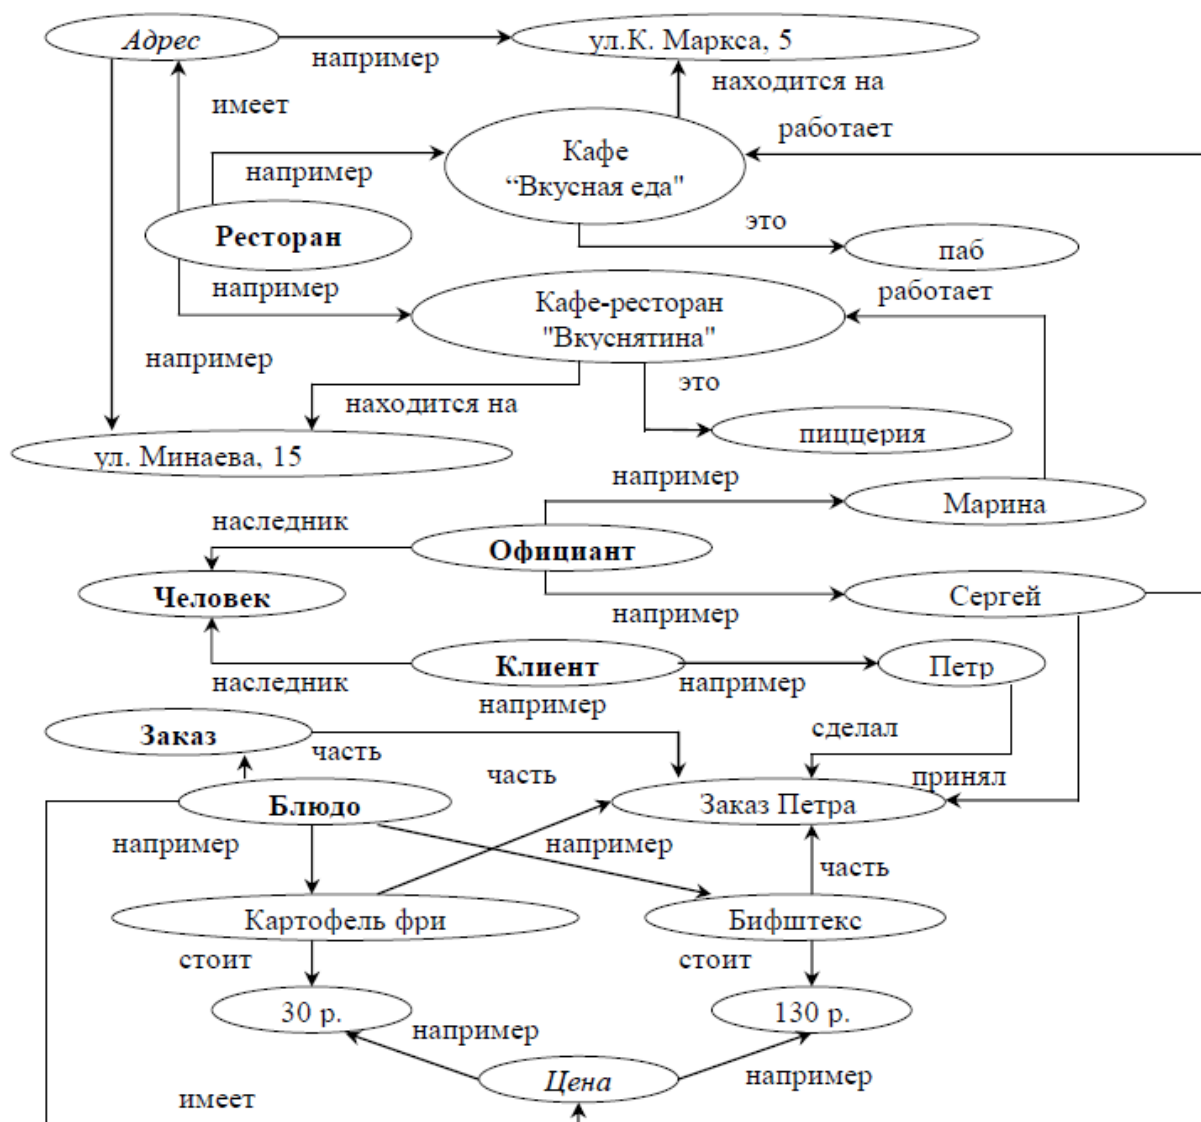 Адрес
ул.К. Маркса, 5
например
находится на
имеет
работает
Кафе
“Вкусная еда"
например
это
Ресторан
паб
например
Кафе-ресторан
"Вкуснятина"
работает
например
это
находится на
пиццерия
ул. Минаева, 15
например
Марина
наследник
Официант
Человек
Сергей
например
Клиент
Петр
наследник
например
например
Заказ
сделал
часть
часть
принял
Блюдо
Заказ Петра
например
например
часть
Картофель фри
Бифштекс
стоит
стоит
30 р.
130 р.
например
Цена
например
имеет